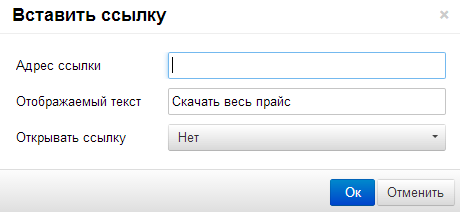 Вставить ссылку
Адрес ссылки
Отображаемый текст Скачать весь прайс
Открывать ссылку Нет
Ок Отменить